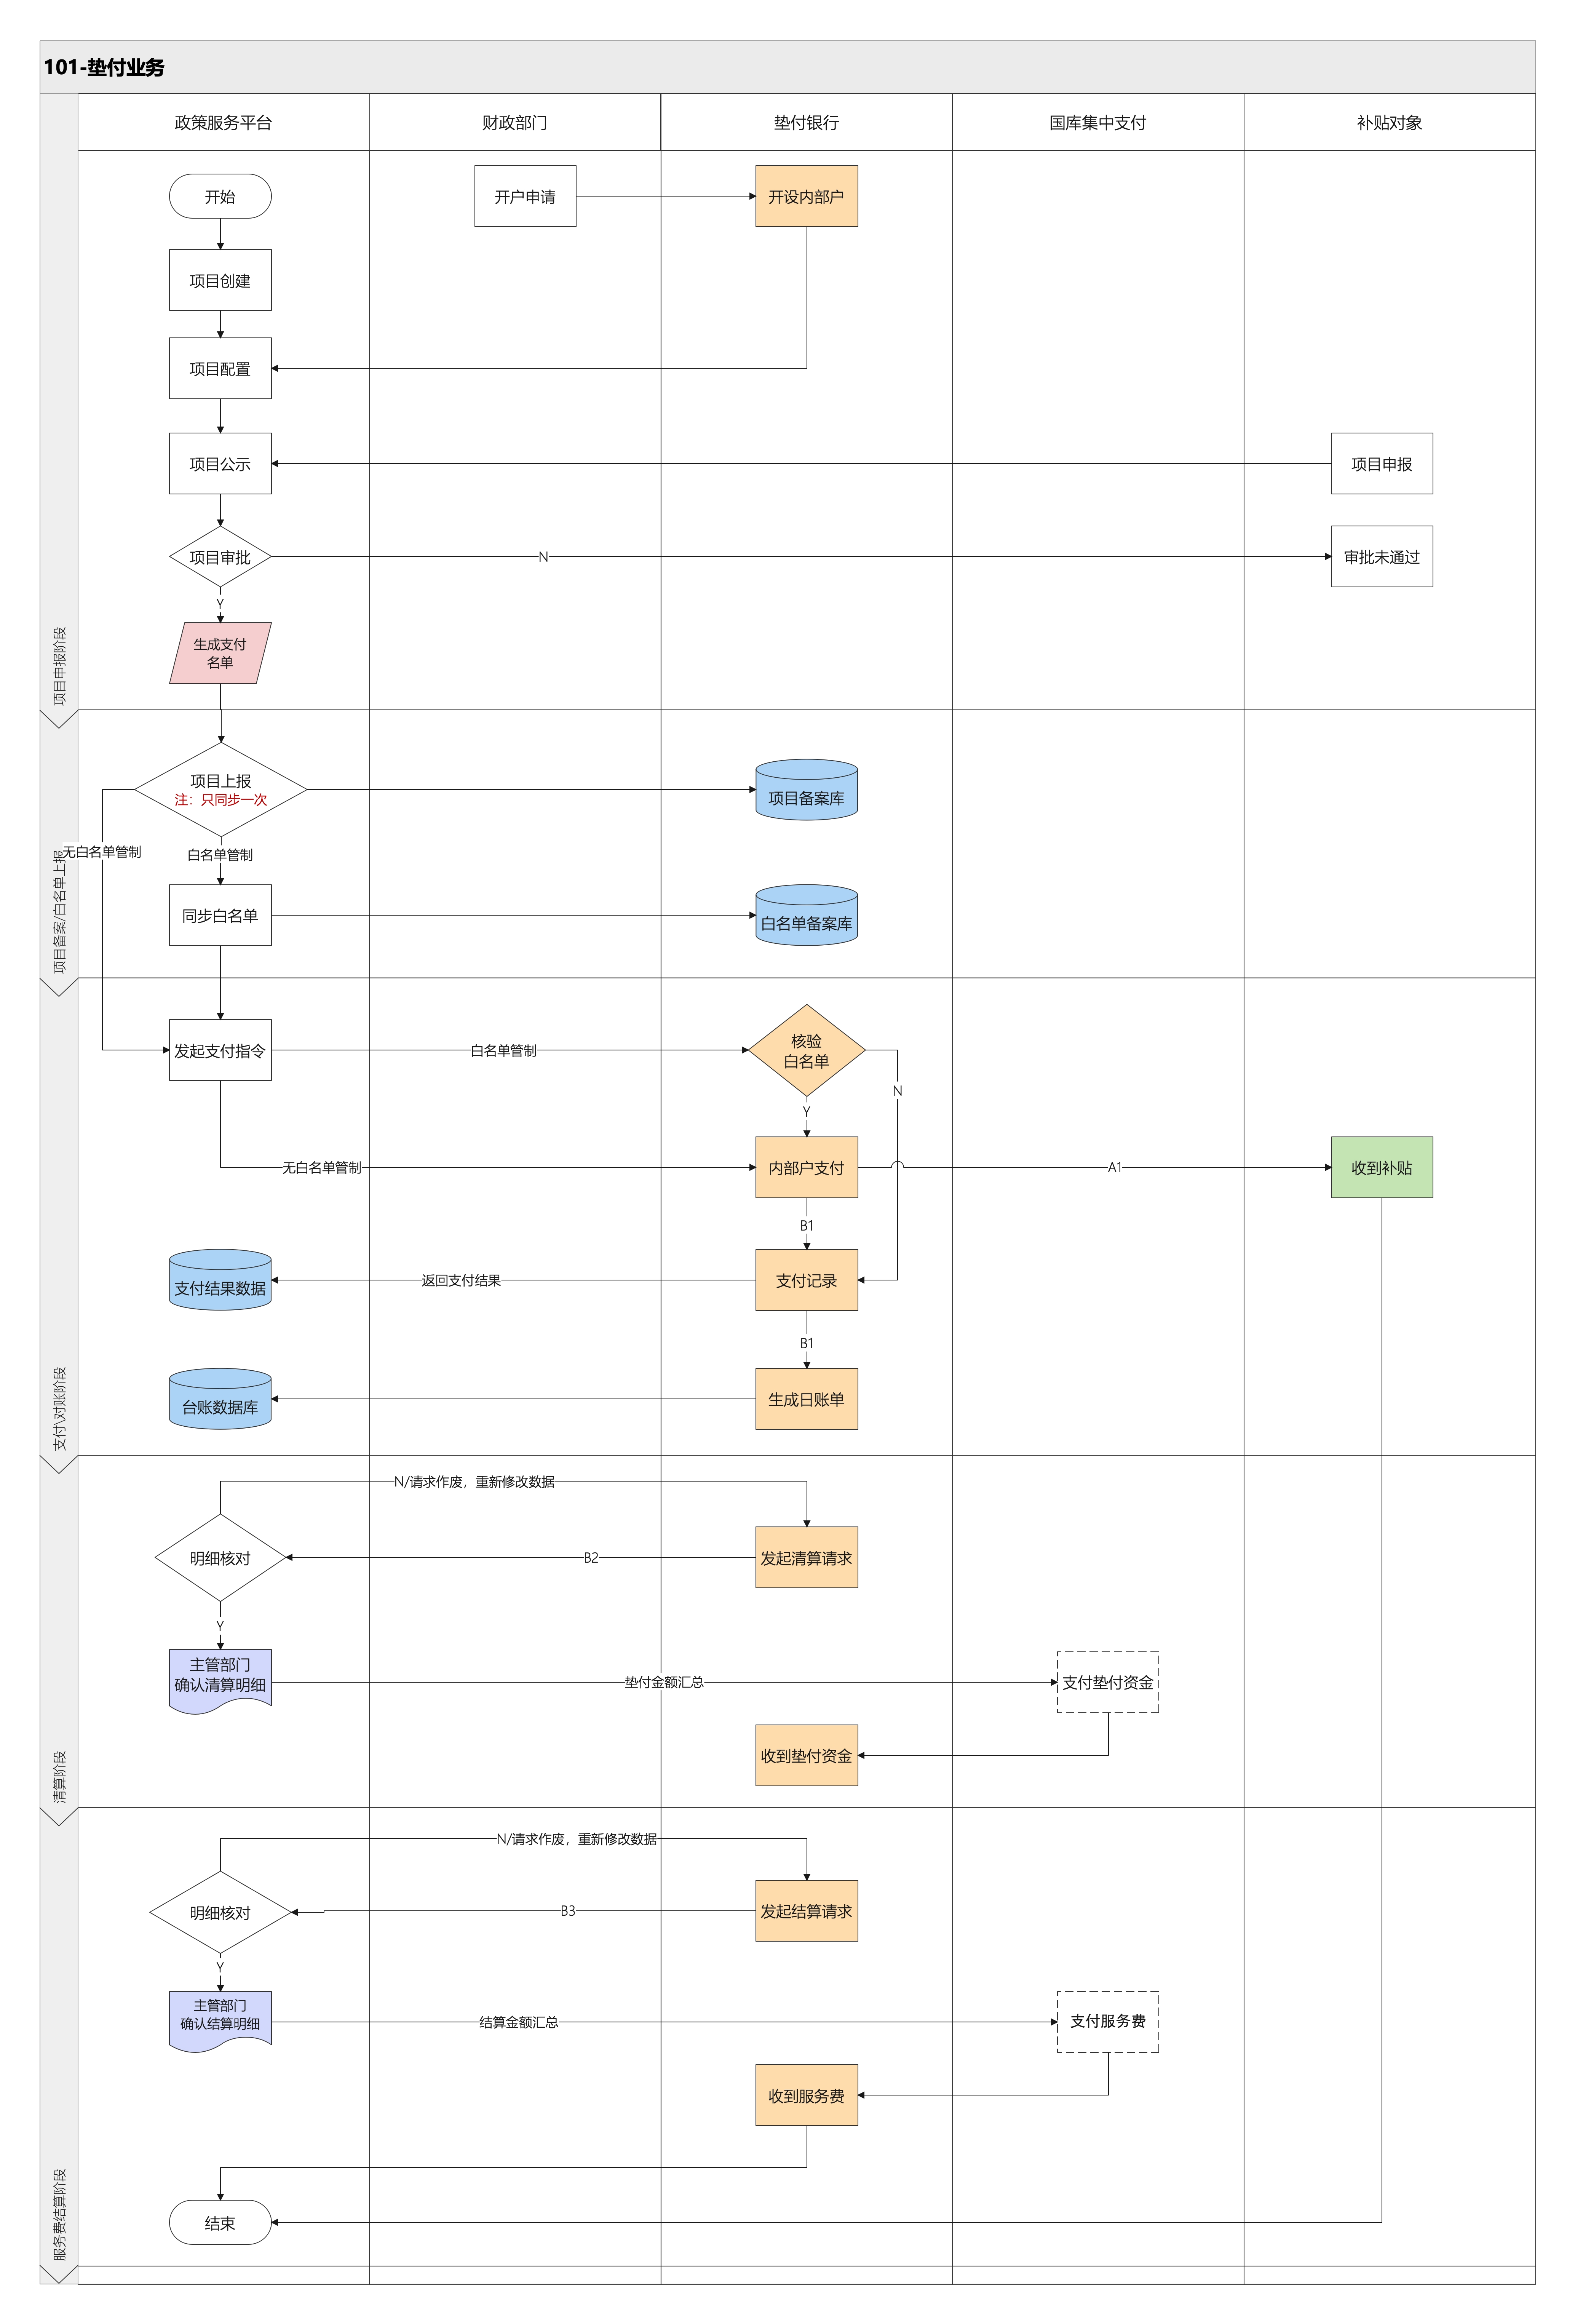 101-垫付业务
政策服务平台
财政部门
垫付银行
国库集中支付
补贴对象
开始
开户申请
开设内部户
项目创建
项目配置
项目公示
项目申报
项目审批
N
审批未通过
Y
生成支付
名单
项目申报阶段
项目上报
注：只同步一次
项目备案库
无白名单管制
白名单管制
同步白名单
白名单备案库
项目备案/白名单上报
发起支付指令
白名单管制
核验
白名单
N
Y
无白名单管制
内部户支付
A1
收到补贴
B1
支付结果数据
返回支付结果
支付记录
B1
台账数据库
生成日账单
支付\对账阶段
N/请求作废，重新修改数据
明细核对
B2
发起清算请求
Y
主管部门
确认清算明细
垫付金额汇总
支付垫付资金
收到垫付资金
清算阶段
N/请求作废，重新修改数据
明细核对
B3
发起结算请求
Y
主管部门
确认结算明细
结算金额汇总
支付服务费
收到服务费
结束
服务费结算阶段